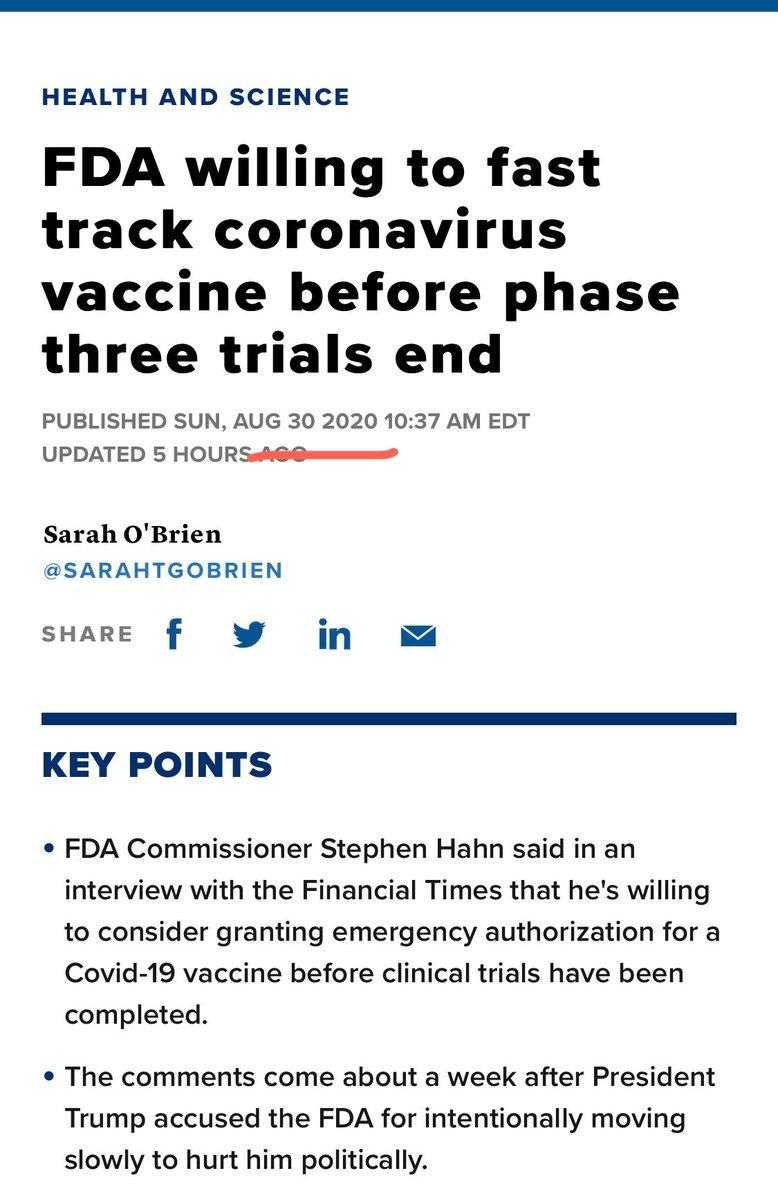 HEALTH AND SCIENCE
FDA willing to fast
track coronavirus
vaccine before phase
three trials end
PUBLISHED SUN, AUG 30 2020 10:37 AM EDT
UPDATED 5 HOURS AGO
Sarah O'Brien
@SARAHTGOBRIEN
SHARE
KEY POINTS
• FDA Commissioner Stephen Hahn said in an
interview with the Financial Times that he's willing
to consider granting emergency authorization for a
Covid-19 vaccine before clinical trials have been
completed.
• The comments come about a week after President
Trump accused the FDA for intentionally moving
slowly to hurt him politically.